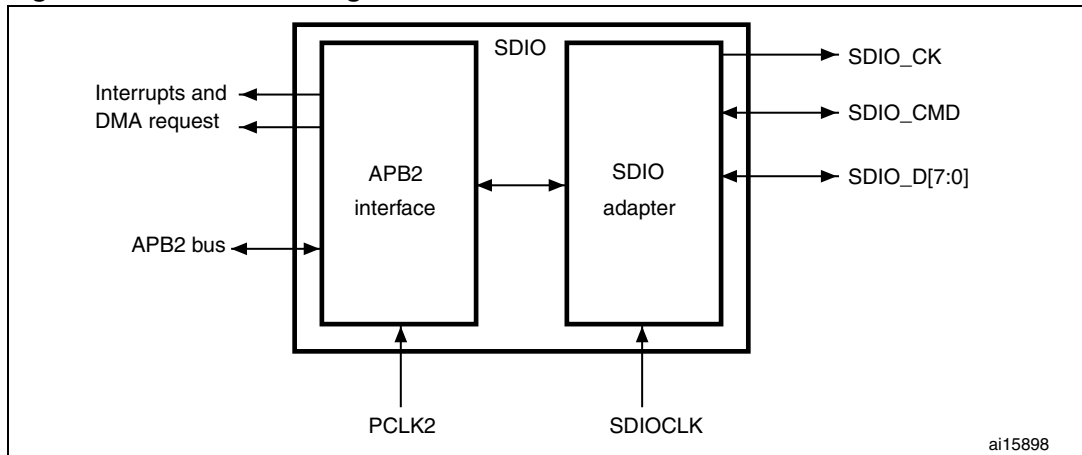 SDIO
SDIO_CK
Interrupts and
DMA request
SDIO_CMD
APB2
interface
SDIO
adapter
SDIO_D[7:0]
APB2 bus
PCLK2
SDIOCLK
ai15898